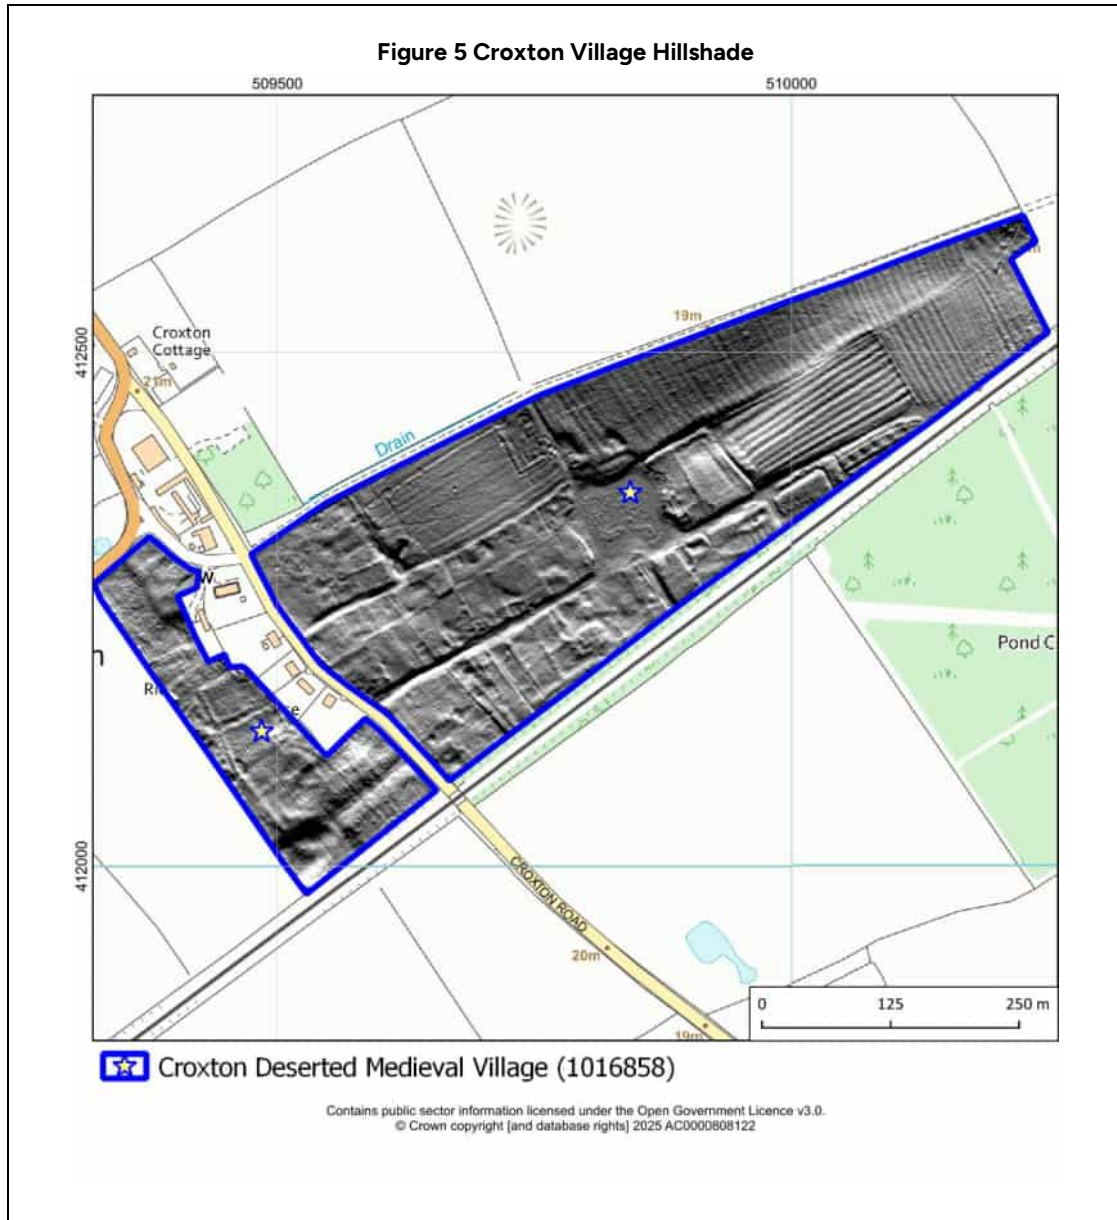 Figure 5 Croxton Village Hillshade
509500
510000
412500
412000
Croxton
Cottage
21m
19m
Drain
W
Pond C
CROXTON ROAD
20m
19m
0
125
250 m
Croxton Deserted Medieval Village (1016858)
Contains public sector information licensed under the Open Government Licence v3.0.
© Crown copyright [and database rights] 2025 AC0000808122